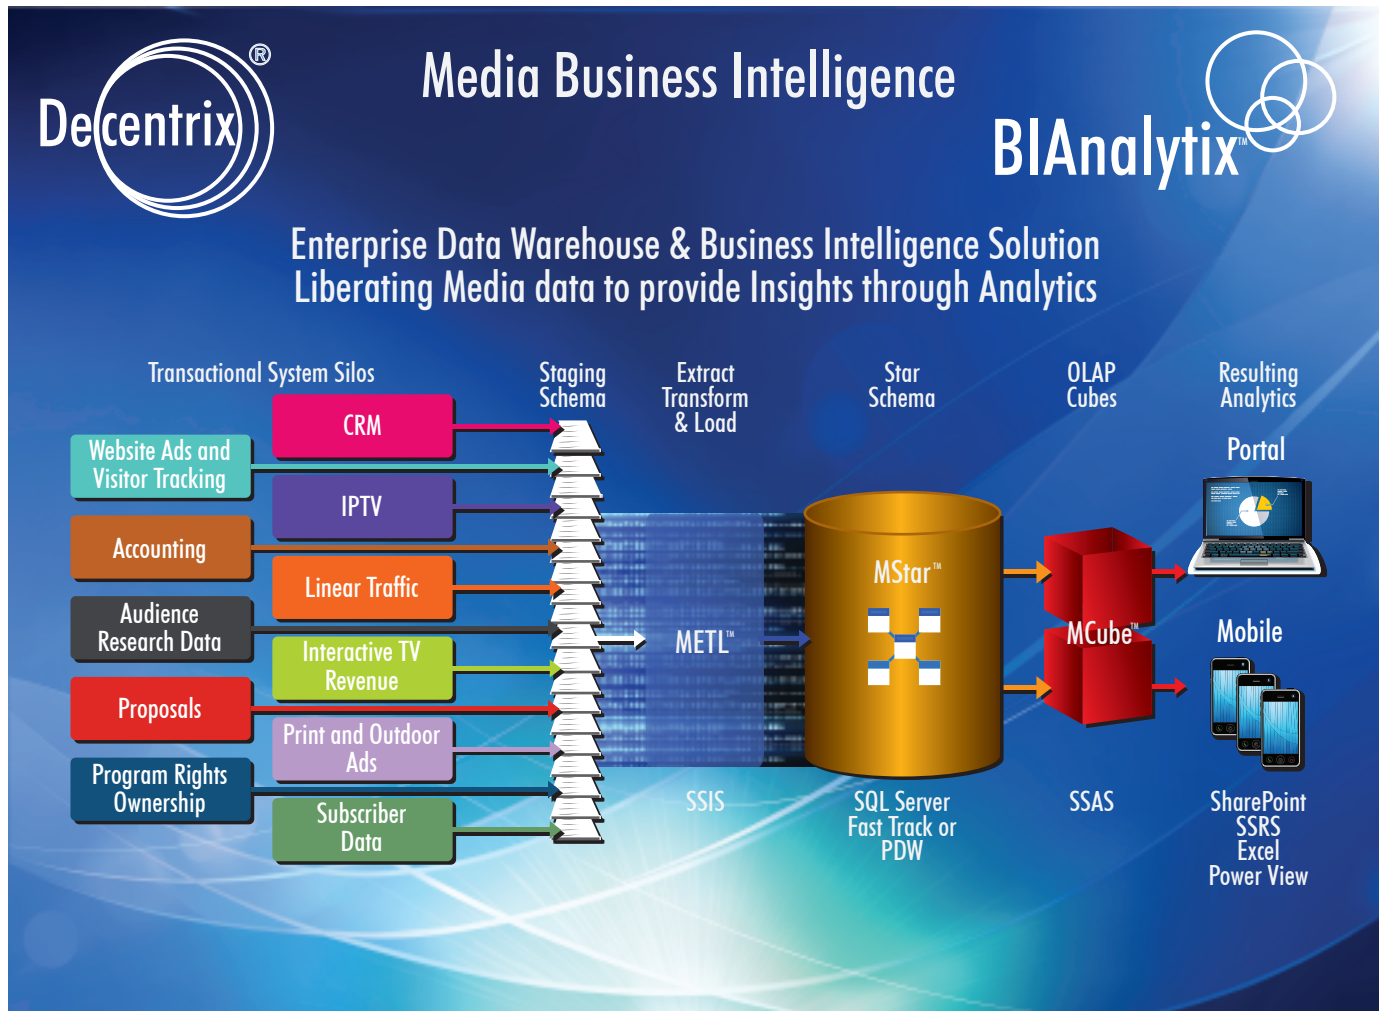 Decentrix®
Media Business Intelligence
BIAnalytix™
Enterprise Data Warehouse & Business Intelligence Solution
Liberating Media data to provide Insights through Analytics
Transactional System Silos
Staging
Schema
Extract
Transform
& Load
Star
Schema
OLAP
Cubes
Resulting
Analytics
CRM
Website Ads and
Visitor Tracking
IPTV
Accounting
Linear Traffic
Audience
Research Data
Interactive TV
Revenue
Proposals
Print and Outdoor
Ads
Program Rights
Ownership
Subscriber
Data
METL™
SSIS
MStar™
SQL Server
Fast Track or
PDW
MCube™
SSAS
Portal
Mobile
SharePoint
SSRS
Excel
Power View